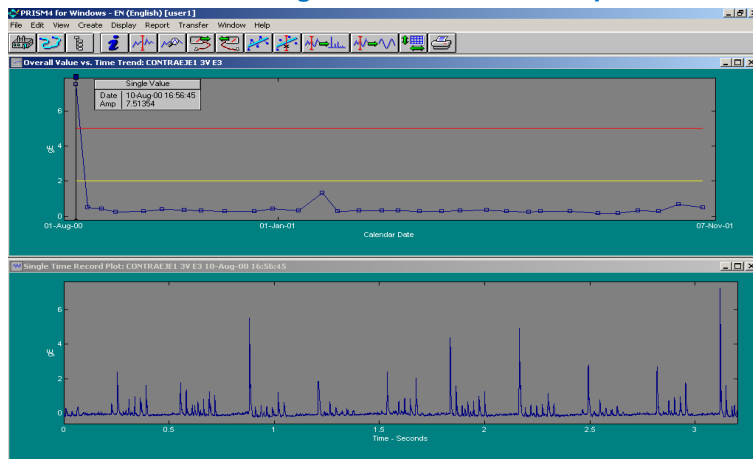 PRISM4 for Windows - EN (English) [user1]
File Edit View Create Display Report Transfer Window Help
Overall Value vs. Time Trend: CONTRAEJE1 3V E3
Single Value
Date 10-Aug-00 16:56:45
Amp 7.51354
6
gE
4
2
0
01-Aug-00 01-Jan-01 07-Nov-01
Calendar Date
Single Time Record Plot: CONTRAEJE1 3V E3 10-Aug-00 16:56:45
6
gE
4
2
0
0 0.5 1 1.5 2 2.5 3
Time - Seconds